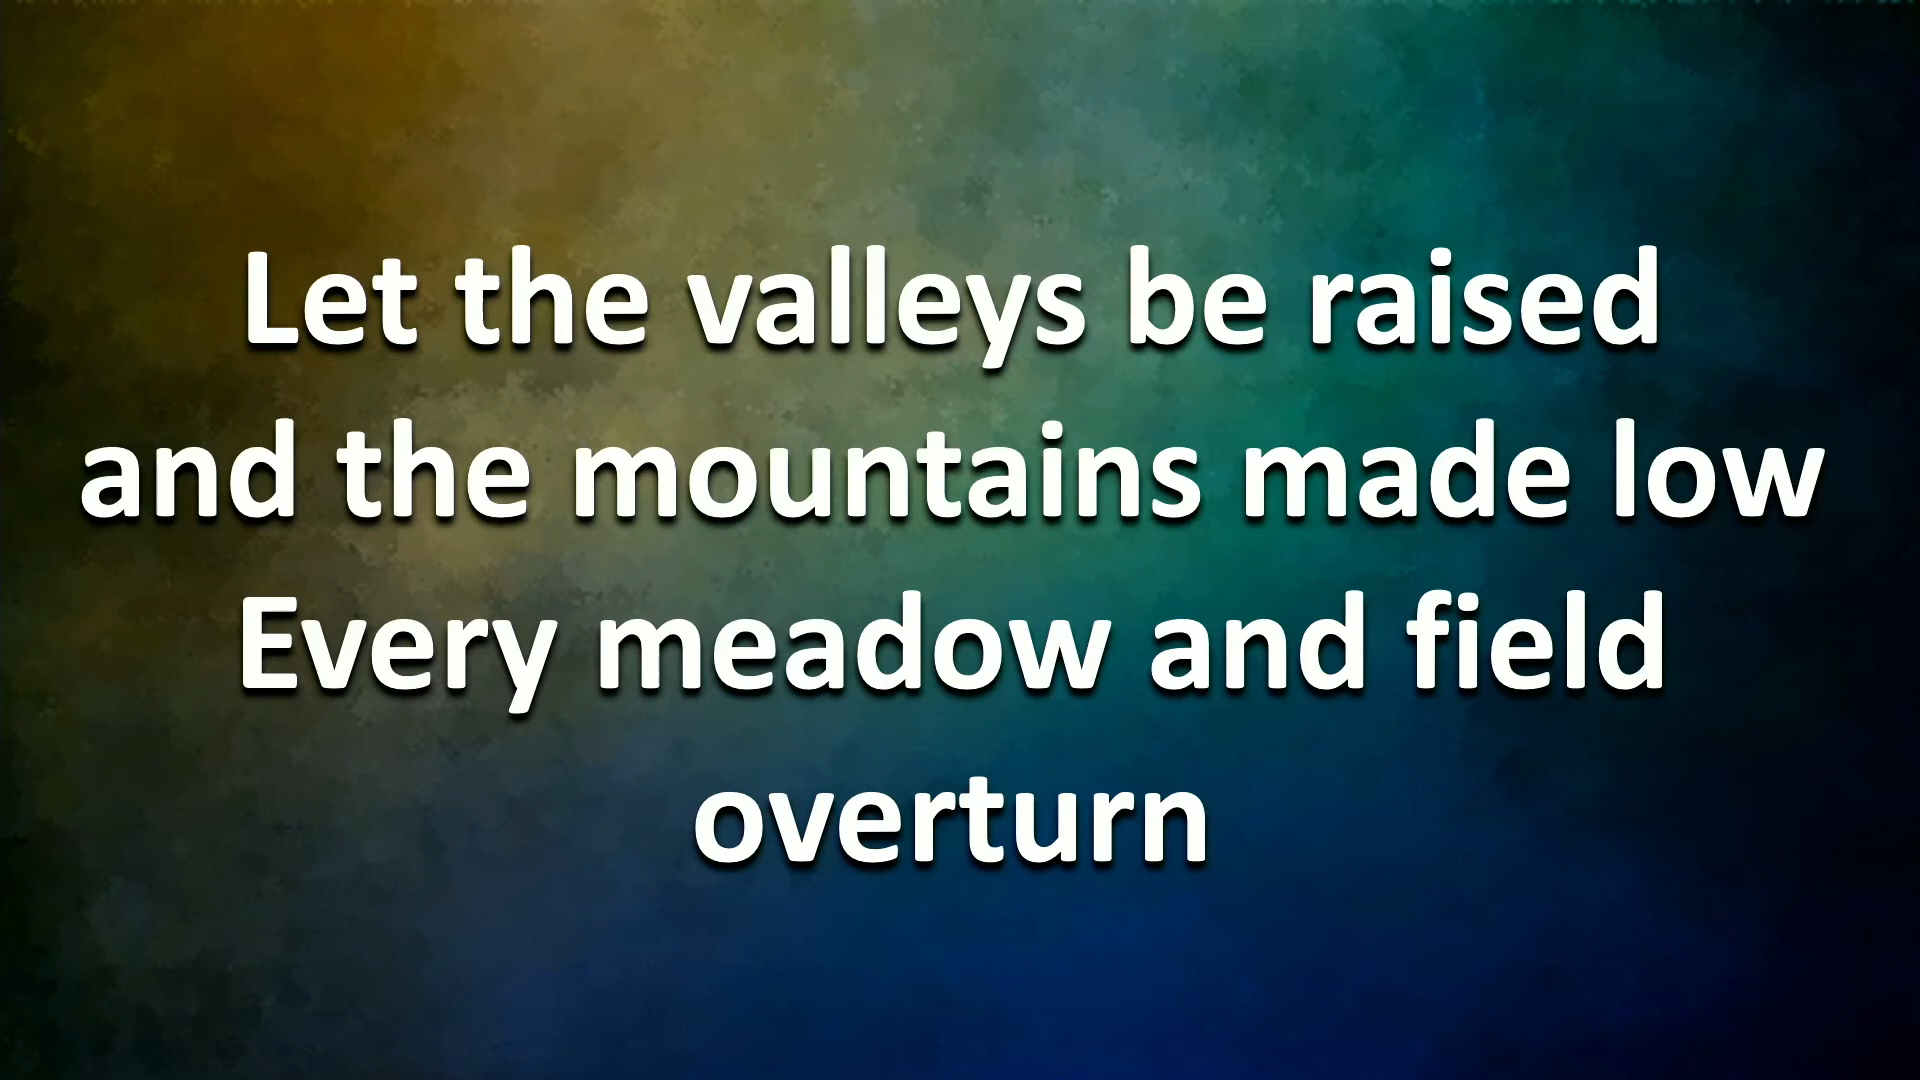 Let the valleys be raised
and the mountains made low
Every meadow and field
overturn